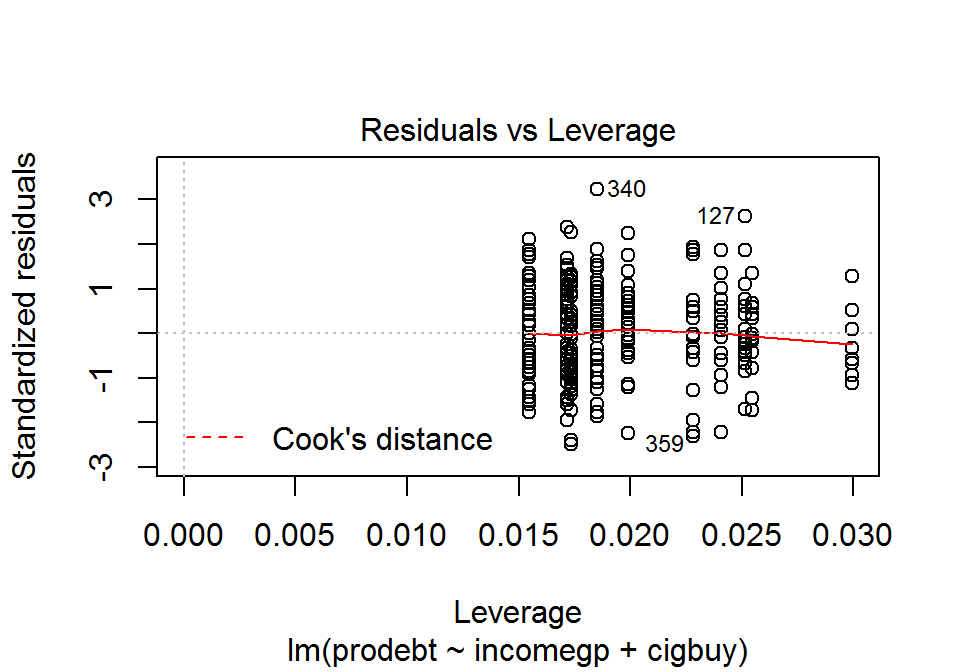 Residuals vs Leverage
Standardized residuals
3
1
-1
-3
340
127
359
Cook's distance
0.000 0.005 0.010 0.015 0.020 0.025 0.030
Leverage
lm(prodebt ~ incomegp + cigbuy)